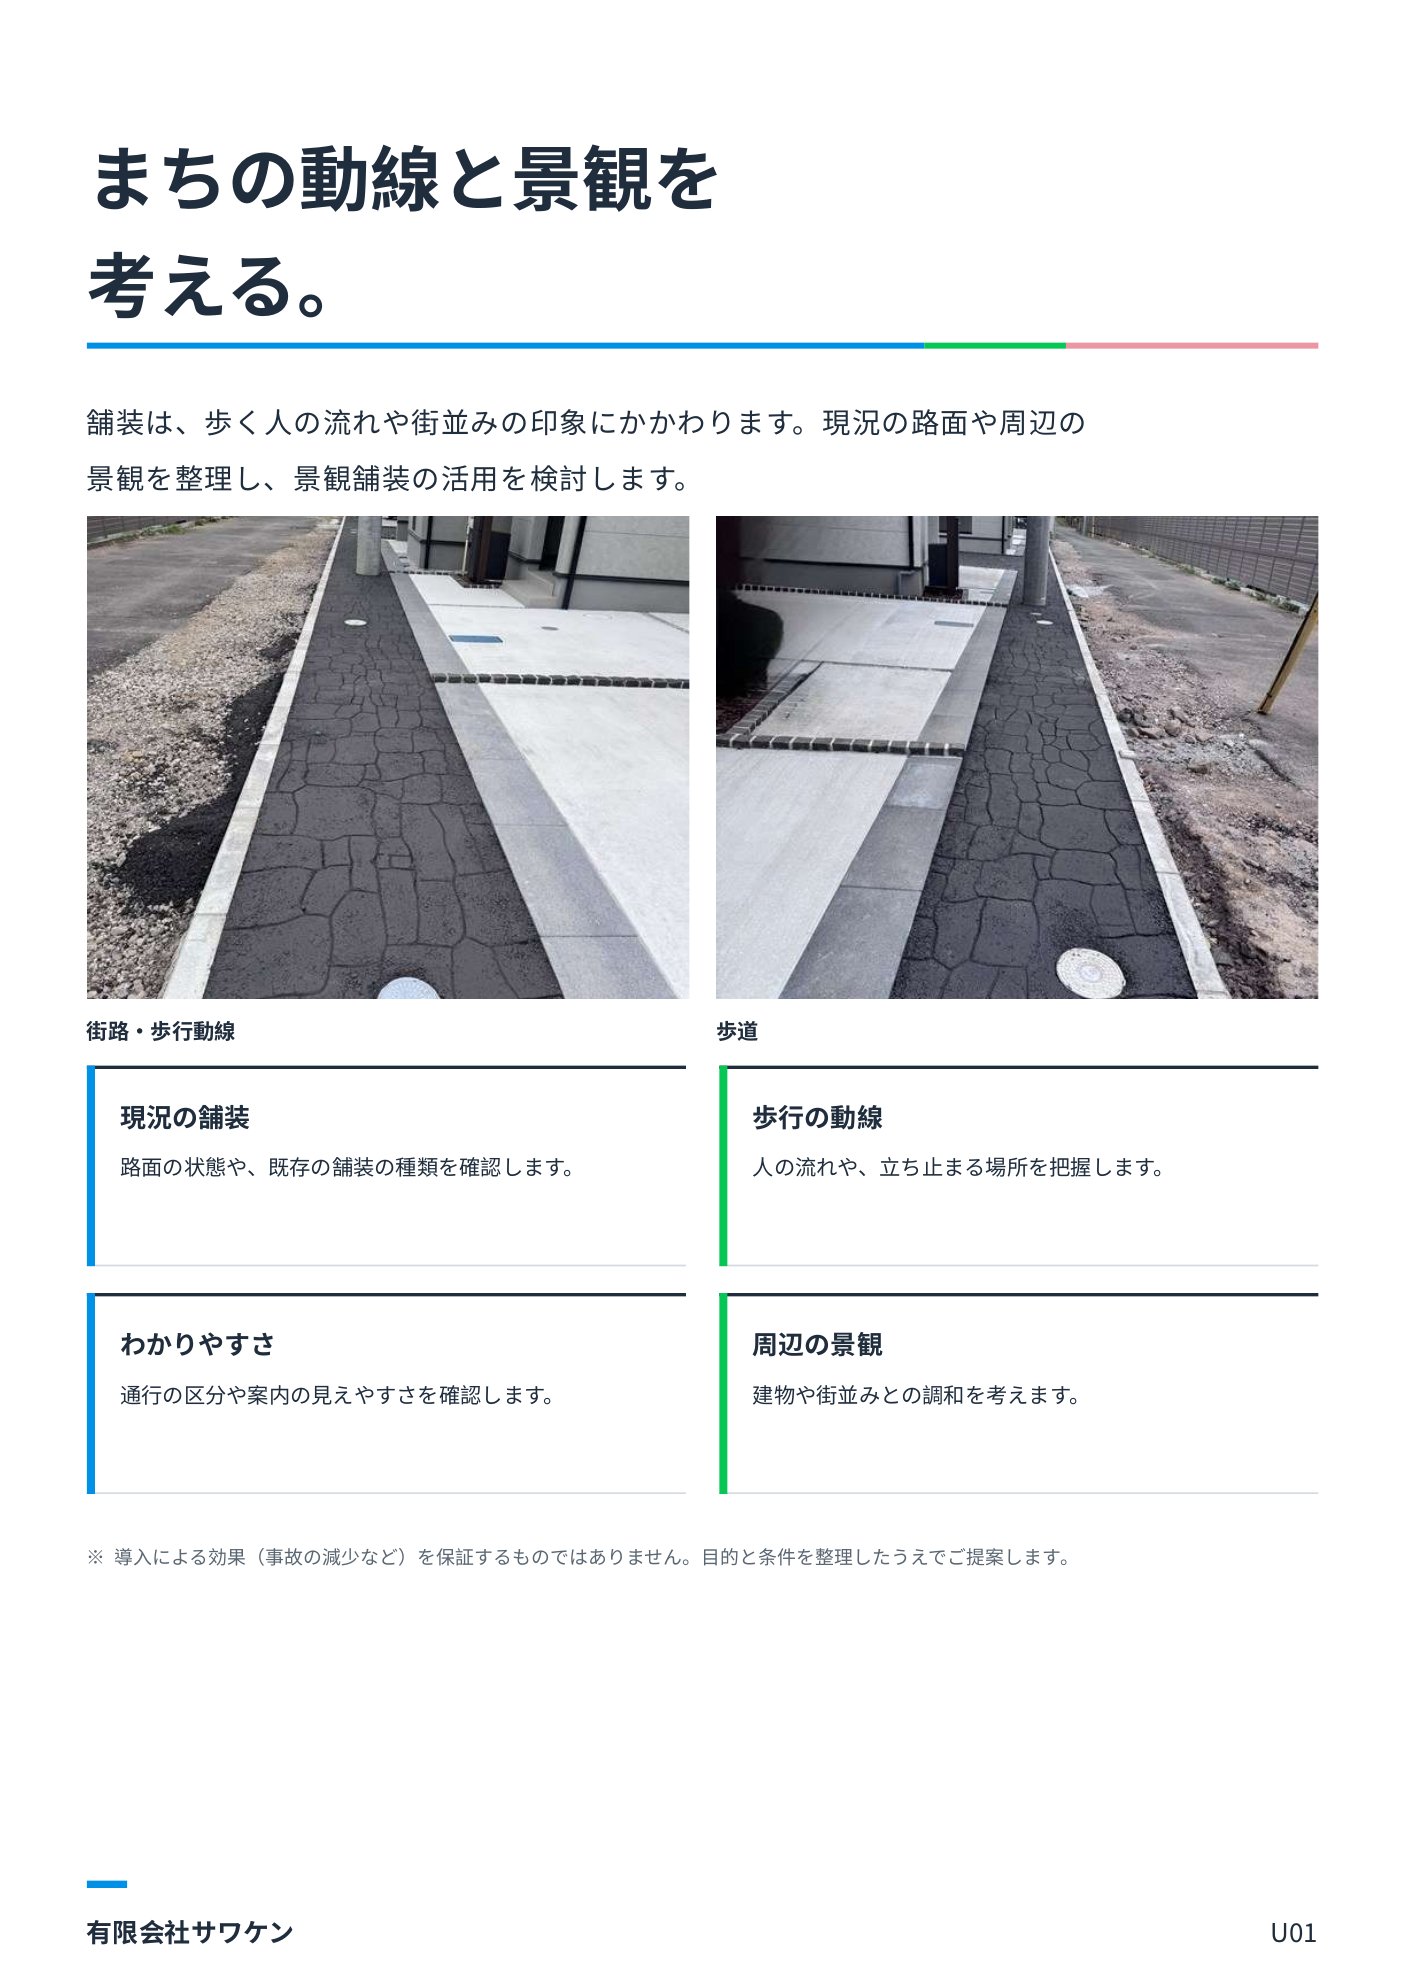 まちの動線と景観を
考える。
舗装は、歩く人の流れや街並みの印象にかかわります。現況の路面や周辺の
景観を整理し、景観舗装の活用を検討します。
街路・歩行動線
歩道
現況の舗装
路面の状態や、既存の舗装の種類を確認します。
歩行の動線
人の流れや、立ち止まる場所を把握します。
わかりやすさ
通行の区分や案内の見えやすさを確認します。
周辺の景観
建物や街並みとの調和を考えます。
※ 導入による効果（事故の減少など）を保証するものではありません。目的と条件を整理したうえでご提案します。
有限会社サワケン
U01